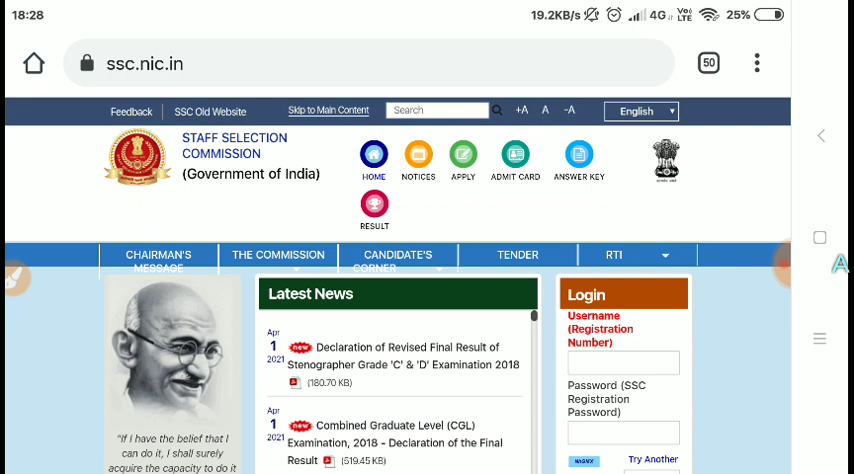 18:28
19.2KB/s 4G Vo) LTE 25%
ssc.nic.in
50
Feedback SSC Old Website Skip to Main Content Search +A A -A English
STAFF SELECTION
COMMISSION
(Government of India)
HOME NOTICES APPLY ADMIT CARD ANSWER KEY
RESULT
CHAIRMAN'S MESSAGE
THE COMMISSION
CANDIDATE'S CORNER
TENDER
RTI
Latest News
Apr
1
2021
new Declaration of Revised Final Result of
Stenographer Grade 'C' & 'D' Examination 2018
(180.70 KB)
Apr
1
2021
new Combined Graduate Level (CGL)
Examination, 2018 - Declaration of the Final
Result (519.45 KB)
Login
Username
(Registration
Number)
Password (SSC
Registration
Password)
Try Another
"If I have the belief that I
can do it, I shall surely
acquire the capacity to do it
A